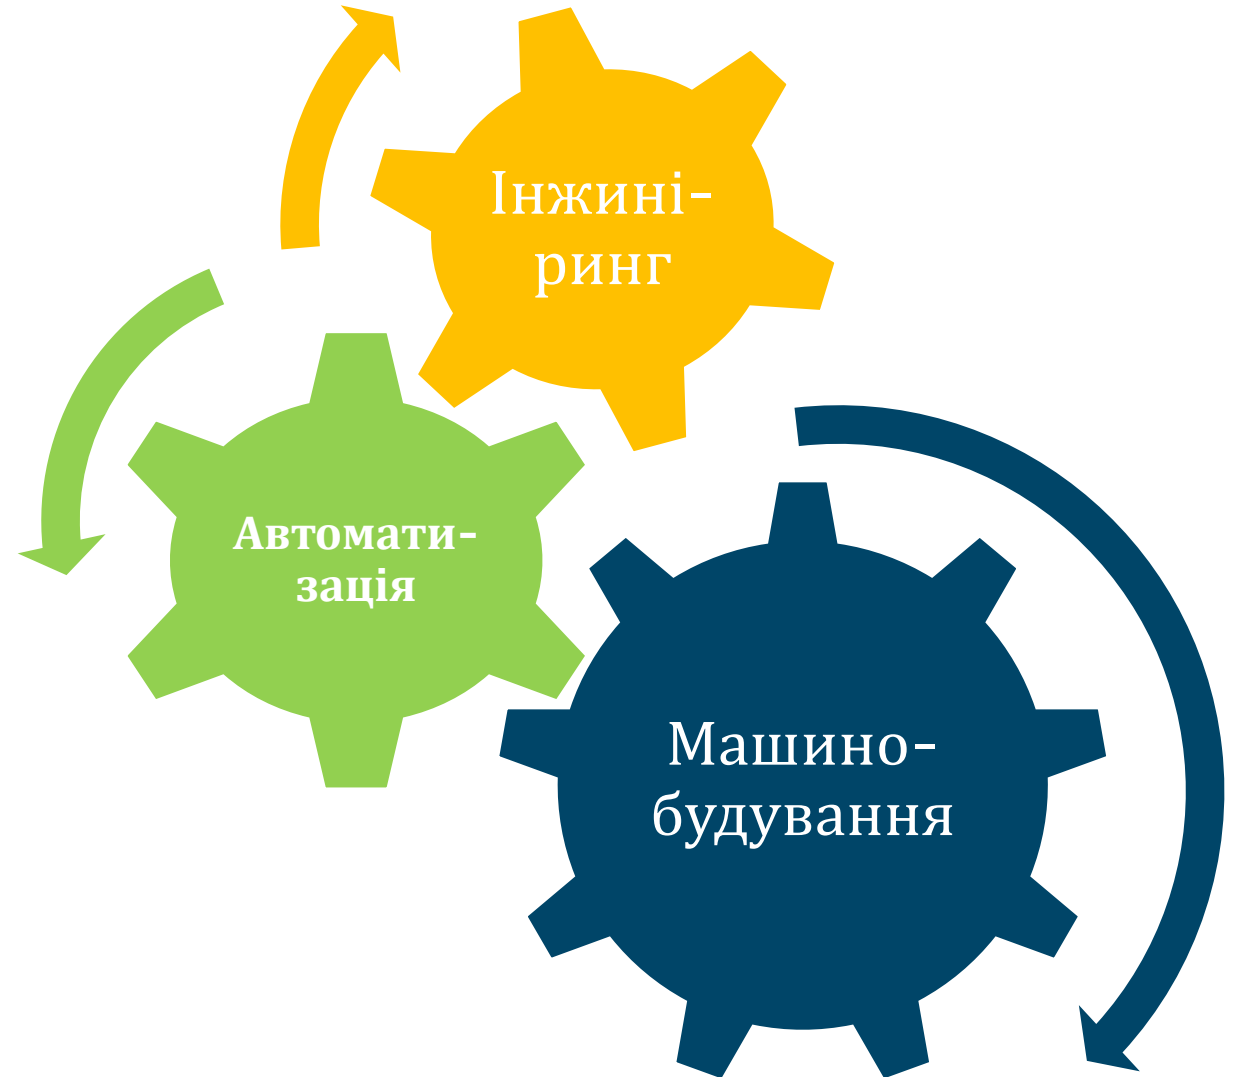 Інжині-
ринг
Автомати-
зація
Машино-
будування